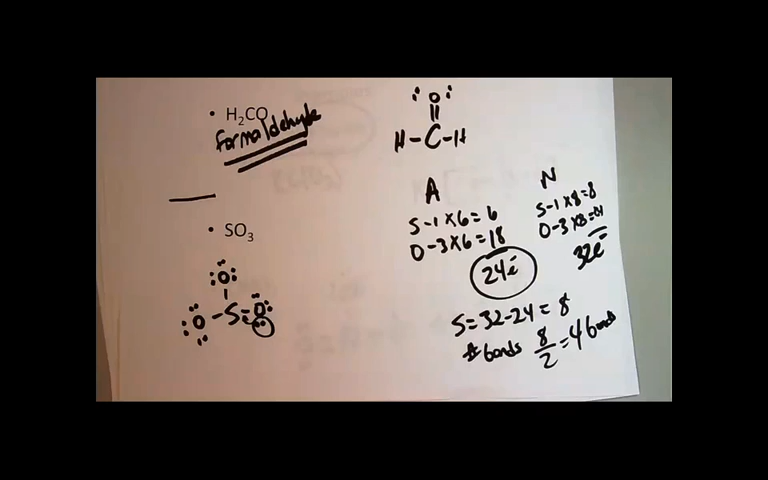 • H₂CO
formaldehyde
:O:
||
H-C-H
A
N
S-1×6=6
O-3×6=18
24e⁻
S-1×8=8
O-3×8=24
32e⁻
• SO₃
O
O-S=O
S=32-24=8
#bonds 8/2=4 bonds